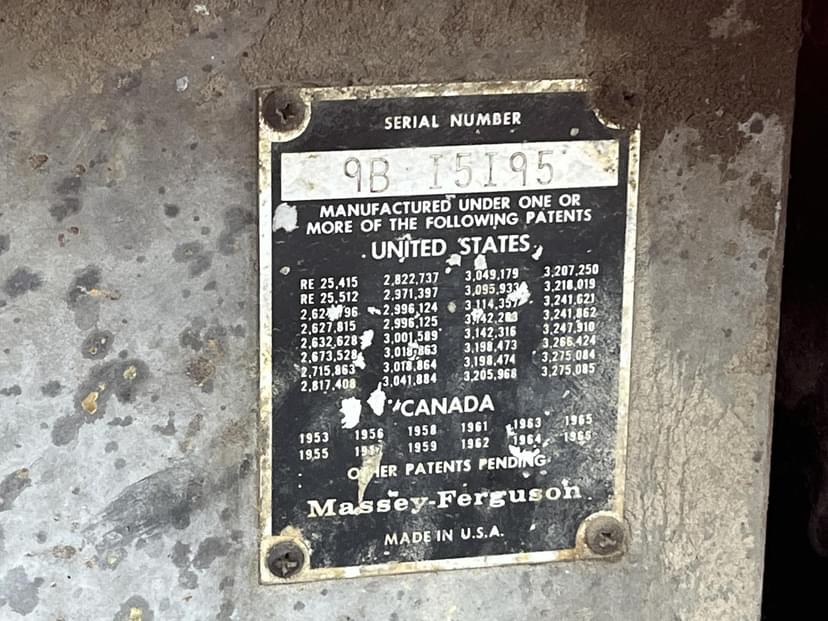 SERIAL NUMBER
9B 15195
MANUFACTURED UNDER ONE OR
MORE OF THE FOLLOWING PATENTS
UNITED STATES
RE 25,415 2,822,737 3,049,179 3,207,250
RE 25,512 2,971,397 3,095,933 3,218,019
2,996,124 3,241,621
2,627,815 2,996,125 3,241,862
2,632,628 3,001,589 3,142,316 3,247,910
2,673,528 3,198,473 3,266,424
2,715,863 3,018,864 3,198,474 3,275,084
2,817,408 3,041,884 3,205,968 3,275,085
CANADA
1953 1956 1958 1961 1963 1965
1955 1959 1962 1964 1966
OTHER PATENTS PENDING
Massey-Ferguson
MADE IN U.S.A.